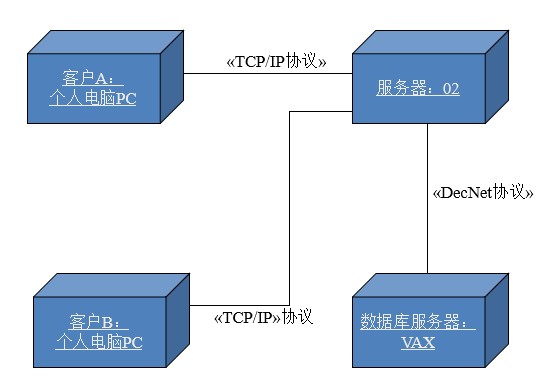 客户A：
个人电脑PC
«TCP/IP协议»
服务器：02
«DecNet协议»
客户B：
个人电脑PC
«TCP/IP»协议
数据库服务器：
VAX